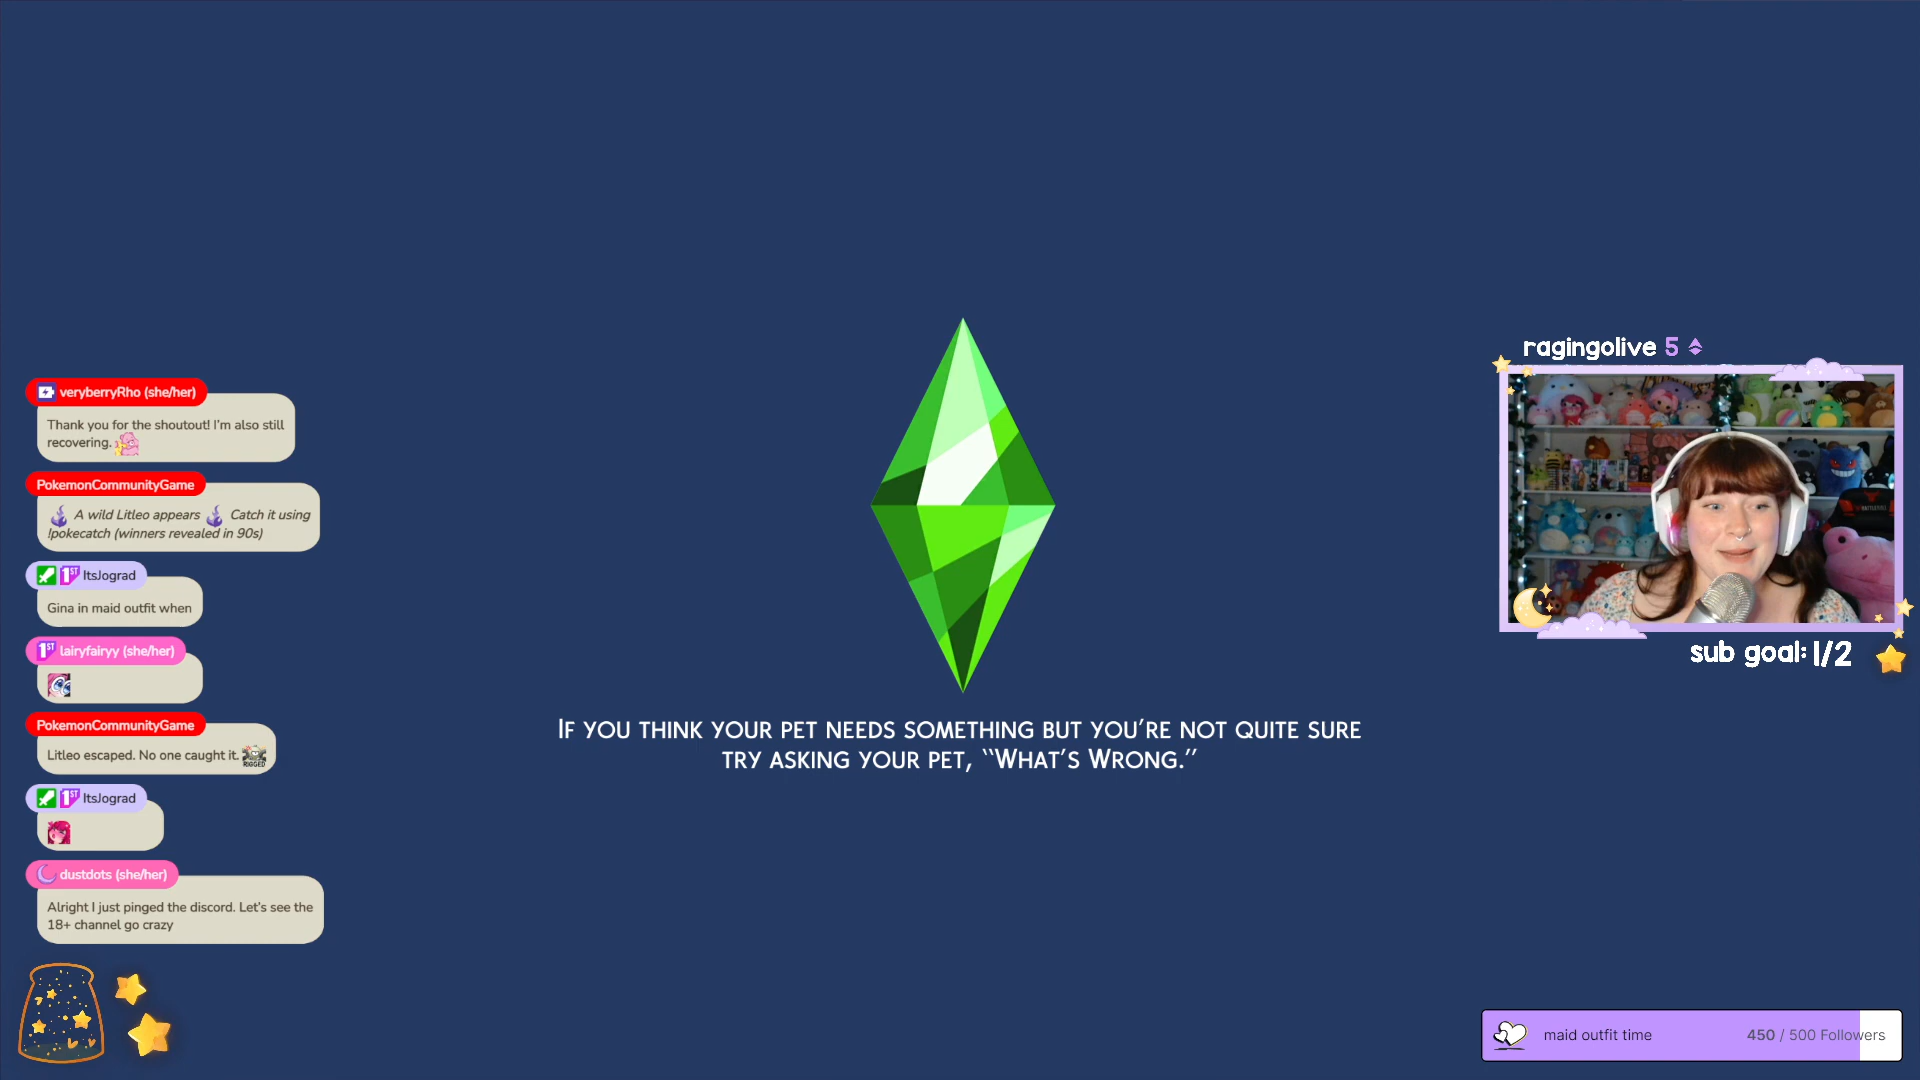 veryberryRho (she/her)
Thank you for the shoutout! I'm also still
recovering.
PokemonCommunityGame
A wild Litleo appears Catch it using
!pokecatch (winners revealed in 90s)
1ST ItsJograd
Gina in maid outfit when
1ST lairyfairyy (she/her)
PokemonCommunityGame
Litleo escaped. No one caught it. RIGGED
1ST ItsJograd
dustdots (she/her)
Alright I just pinged the discord. Let's see the
18+ channel go crazy
IF YOU THINK YOUR PET NEEDS SOMETHING BUT YOU'RE NOT QUITE SURE
TRY ASKING YOUR PET, “WHAT'S WRONG.”
ragingolive 5
sub goal: 1/2
maid outfit time 450 / 500 Followers